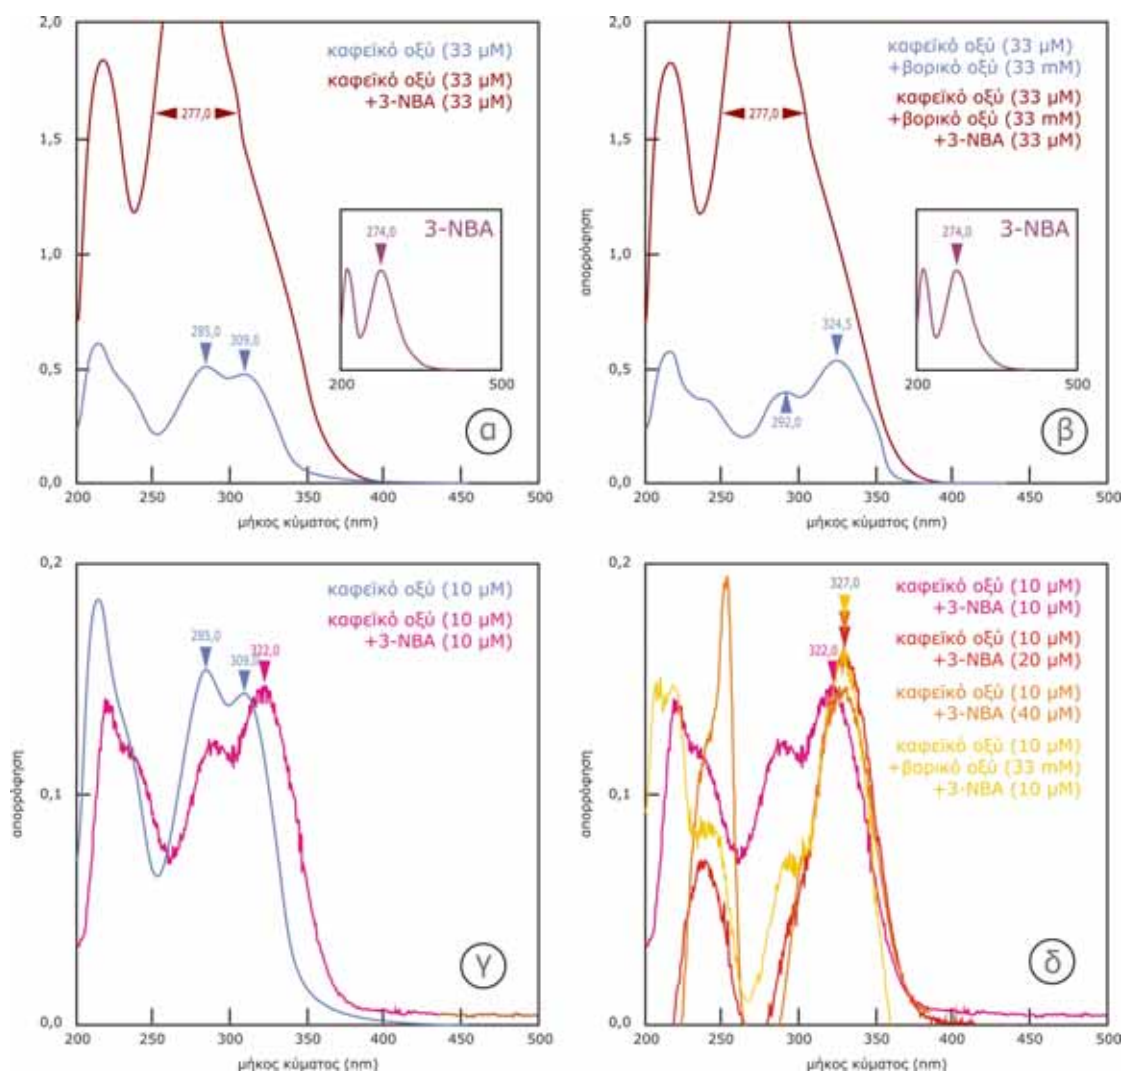 2,0
1,5
1,0
0,5
0,0
καφεϊκό οξύ (33 μM)
καφεϊκό οξύ (33 μM)
+3-NBA (33 μM)
277,0
3-NBA
274,0
200
500
285,0
309,0
α
200
250
300
350
400
450
500
μήκος κύματος (nm)
2,0
1,5
1,0
0,5
0,0
απορρόφηση
καφεϊκό οξύ (33 μM)
+βορικό οξύ (33 mM)
καφεϊκό οξύ (33 μM)
+βορικό οξύ (33 mM)
+3-NBA (33 μM)
277,0
3-NBA
274,0
200
500
324,5
292,0
β
200
250
300
350
400
450
500
μήκος κύματος (nm)
0,2
0,1
0,0
απορρόφηση
καφεϊκό οξύ (10 μM)
καφεϊκό οξύ (10 μM)
+3-NBA (10 μM)
285,0
309,0
322,0
γ
200
250
300
350
400
450
500
μήκος κύματος (nm)
0,2
0,1
0,0
απορρόφηση
327,0
322,0
καφεϊκό οξύ (10 μM)
+3-NBA (10 μM)
καφεϊκό οξύ (10 μM)
+3-NBA (20 μM)
καφεϊκό οξύ (10 μM)
+3-NBA (40 μM)
καφεϊκό οξύ (10 μM)
+βορικό οξύ (33 mM)
+3-NBA (10 μM)
δ
200
250
300
350
400
450
500
μήκος κύματος (nm)